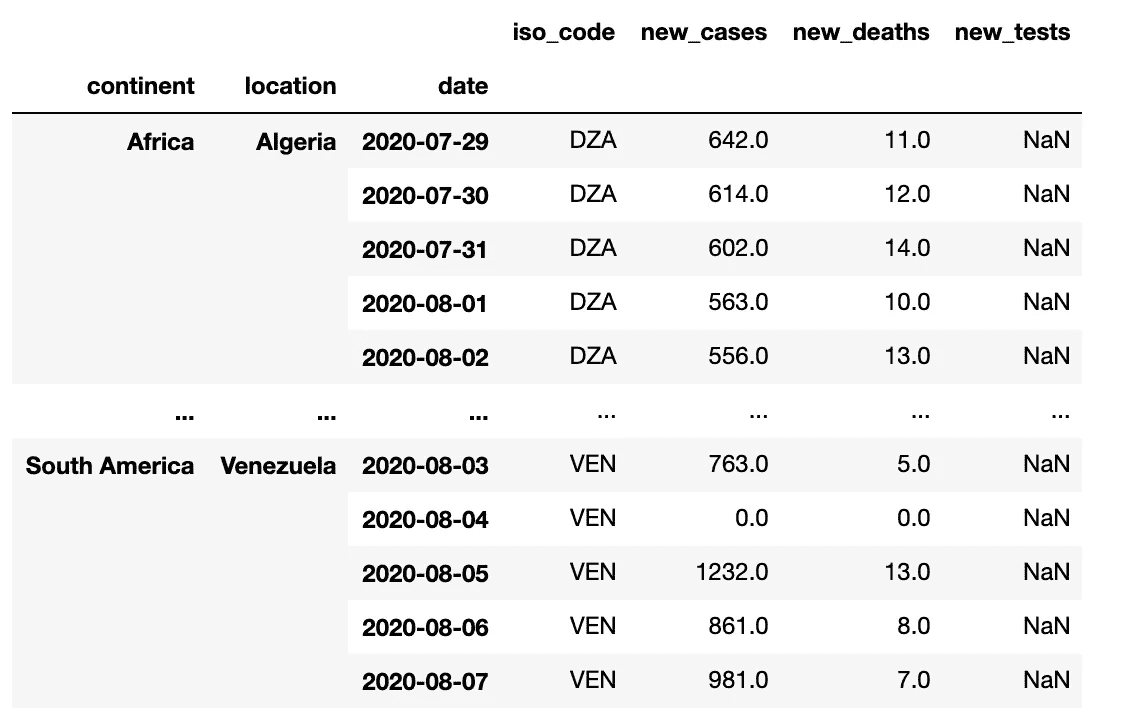 iso_code new_cases new_deaths new_tests
continent location date
Africa Algeria 2020-07-29 DZA 642.0 11.0 NaN
2020-07-30 DZA 614.0 12.0 NaN
2020-07-31 DZA 602.0 14.0 NaN
2020-08-01 DZA 563.0 10.0 NaN
2020-08-02 DZA 556.0 13.0 NaN
... ... ... ... ... ... ...
South America Venezuela 2020-08-03 VEN 763.0 5.0 NaN
2020-08-04 VEN 0.0 0.0 NaN
2020-08-05 VEN 1232.0 13.0 NaN
2020-08-06 VEN 861.0 8.0 NaN
2020-08-07 VEN 981.0 7.0 NaN